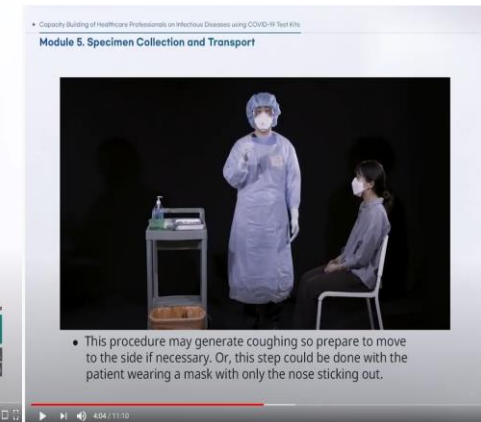 Capacity Building of Healthcare Professionals on Infectious Diseases using COVID-19 Test Kits
Module 5. Specimen Collection and Transport
• This procedure may generate coughing so prepare to move
to the side if necessary. Or, this step could be done with the
patient wearing a mask with only the nose sticking out.
4:04 / 11:10